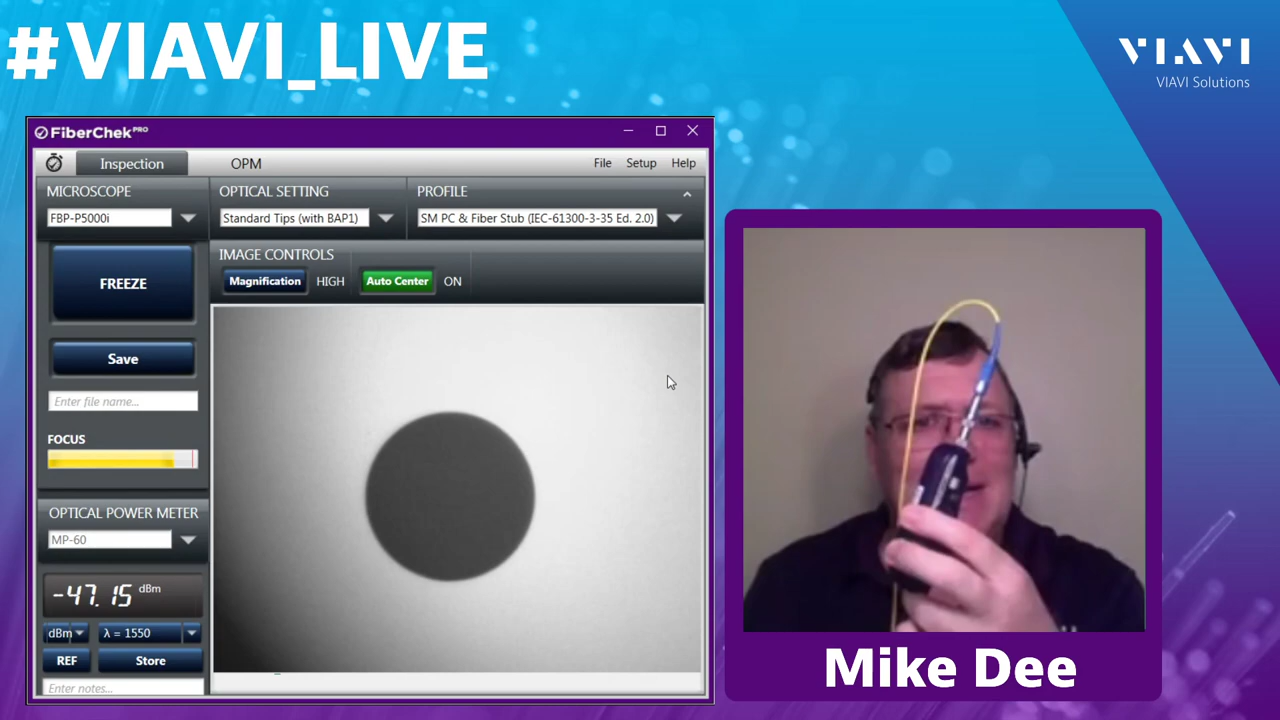 #VIAVI_LIVE
VIAVI
VIAVI Solutions
FiberChek PRO
Inspection OPM File Setup Help
MICROSCOPE OPTICAL SETTING PROFILE
FBP-P5000i Standard Tips (with BAP1) SM PC & Fiber Stub (IEC-61300-3-35 Ed. 2.0)
IMAGE CONTROLS
FREEZE Magnification HIGH Auto Center ON
Save
Enter file name...
FOCUS
OPTICAL POWER METER
MP-60
-47.15 dBm
dBm λ = 1550
REF Store
Enter notes...
Mike Dee